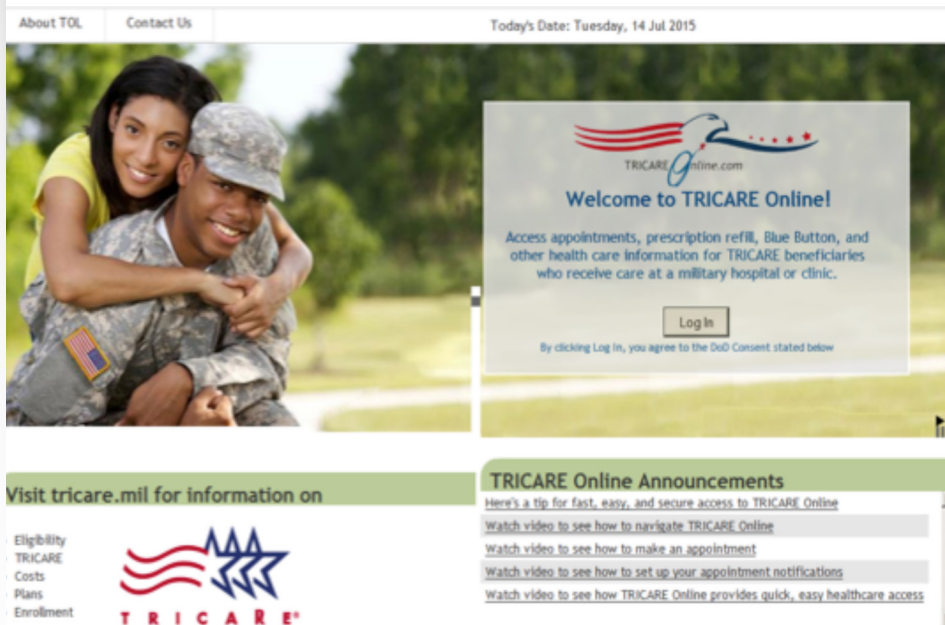 About TOL
Contact Us
Today's Date: Tuesday, 14 Jul 2015
TRICARE Online.com
Welcome to TRICARE Online!
Access appointments, prescription refill, Blue Button, and
other health care information for TRICARE beneficiaries
who receive care at a military hospital or clinic.
Log In
By clicking Log In, you agree to the DoD Consent stated below
Visit tricare.mil for information on
Eligibility
TRICARE
Costs
Plans
Enrollment
TRICARE®
TRICARE Online Announcements
Here's a tip for fast, easy, and secure access to TRICARE Online
Watch video to see how to navigate TRICARE Online
Watch video to see how to make an appointment
Watch video to see how to set up your appointment notifications
Watch video to see how TRICARE Online provides quick, easy healthcare access